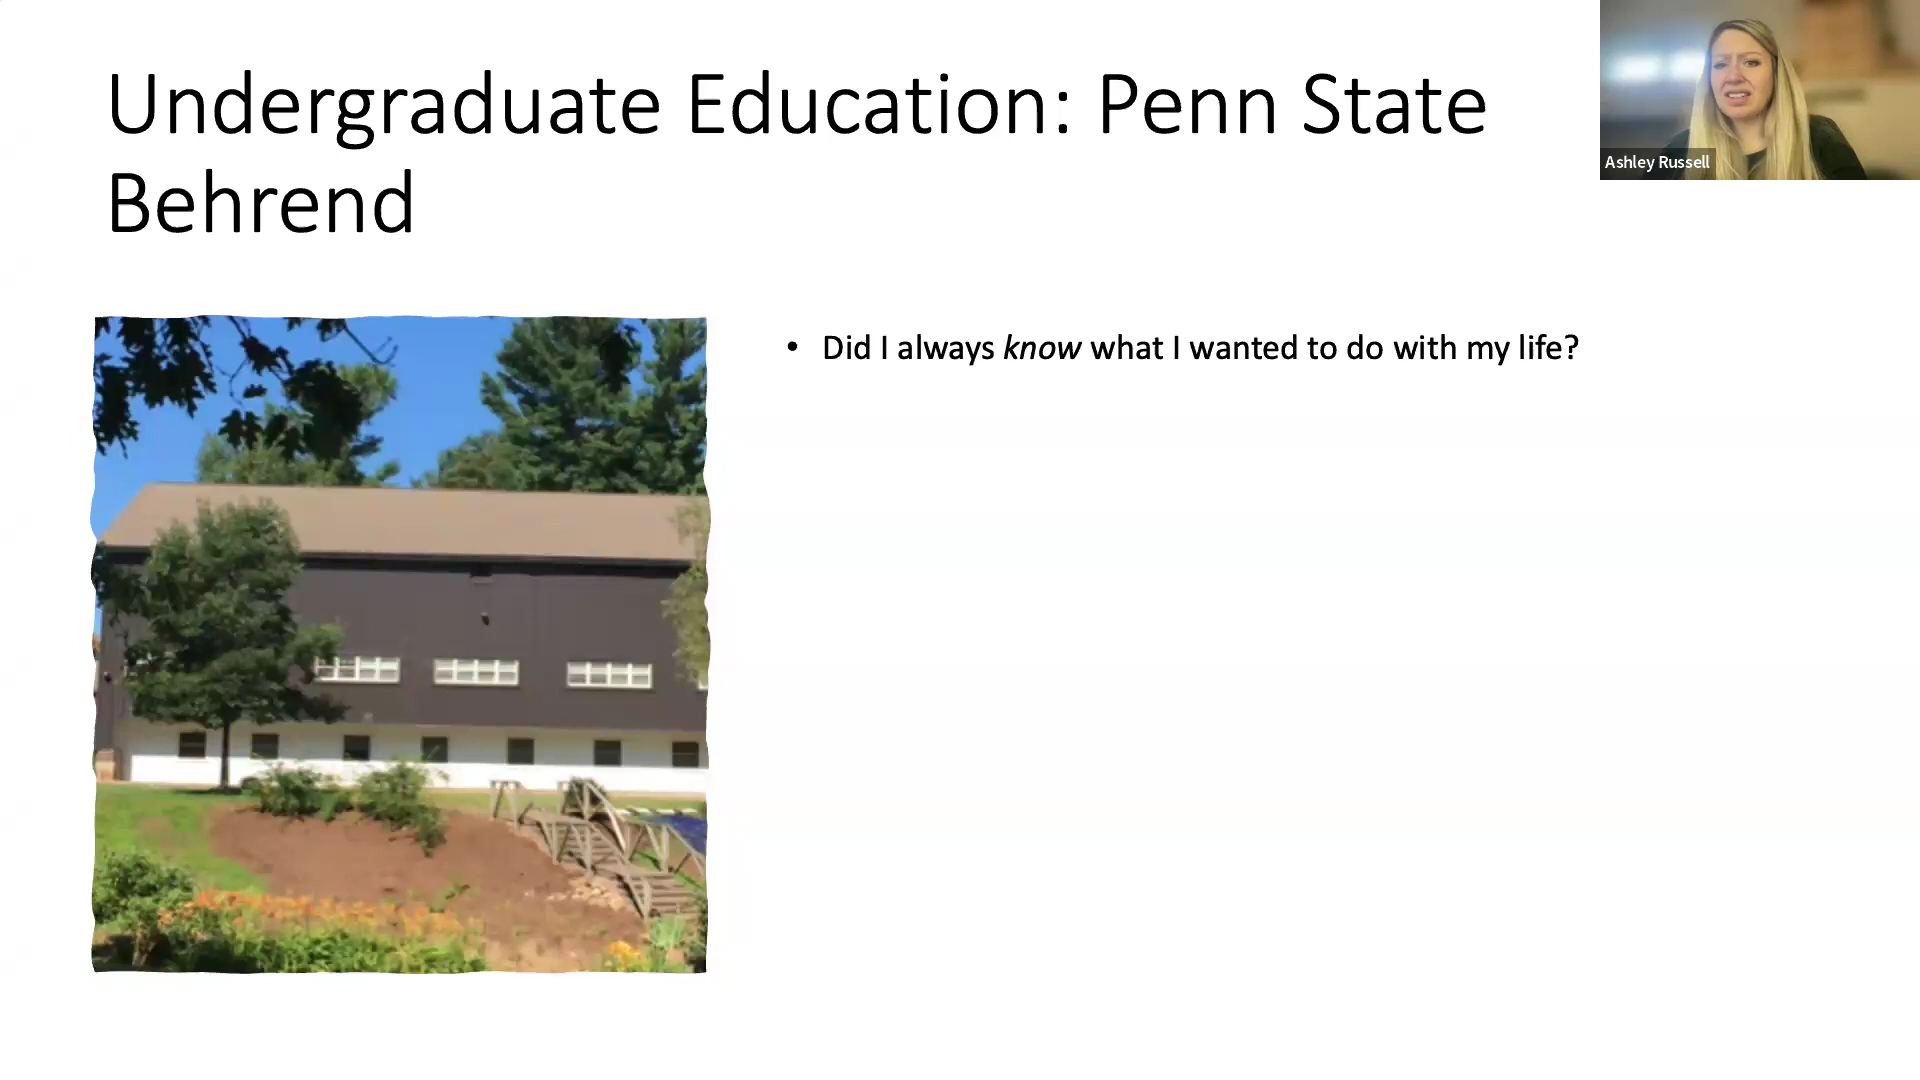 Undergraduate Education: Penn State
Behrend
Ashley Russell
• Did I always know what I wanted to do with my life?